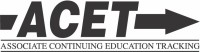 ACET
ASSOCIATE CONTINUING EDUCATION TRACKING